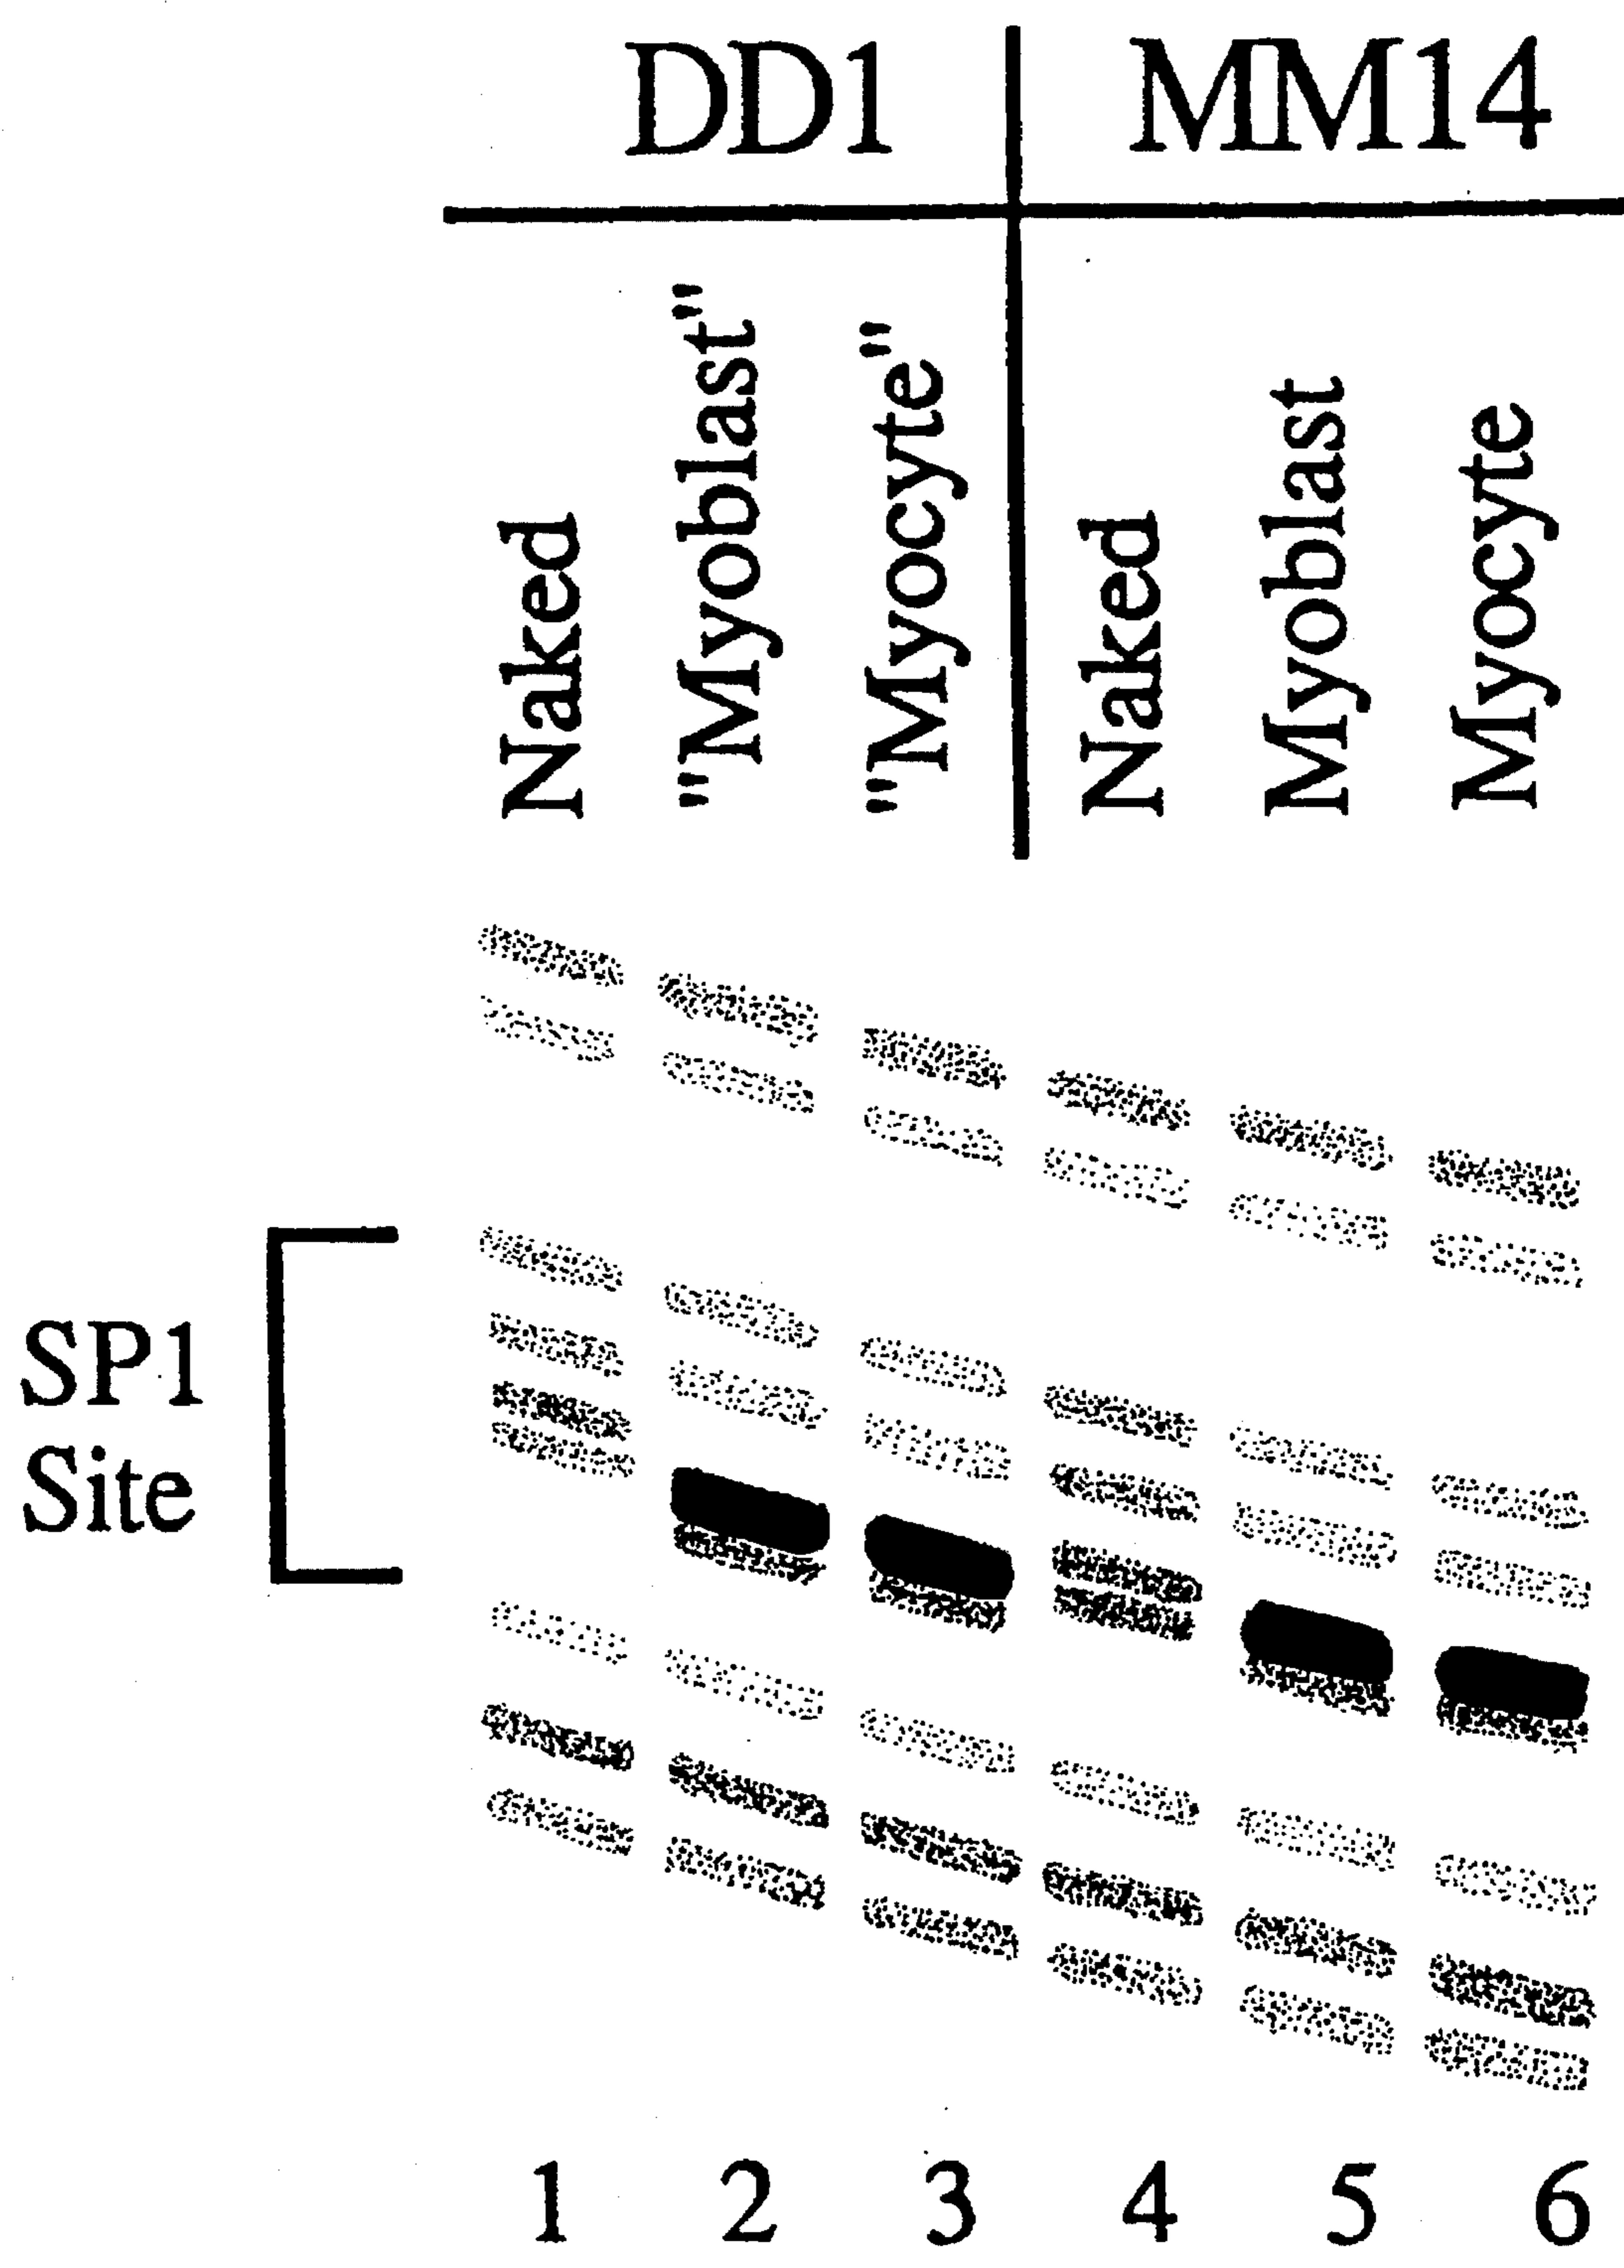 DD1 MM14
Naked "Myoblast" "Myocyte" Naked Myoblast Myocyte
SP1
Site
1 2 3 4 5 6